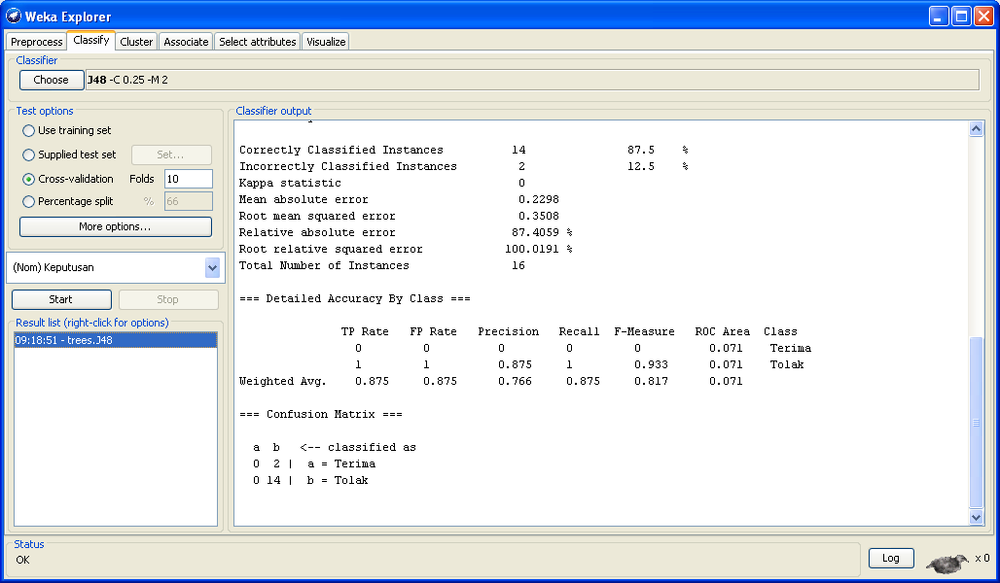 Weka Explorer
Preprocess Classify Cluster Associate Select attributes Visualize
Classifier
Choose J48 -C 0.25 -M 2
Test options
Use training set
Supplied test set Set...
Cross-validation Folds 10
Percentage split % 66
More options...
(Nom) Keputusan
Start Stop
Result list (right-click for options)
09:18:51 - trees.J48
Classifier output
Correctly Classified Instances 14 87.5 %
Incorrectly Classified Instances 2 12.5 %
Kappa statistic 0
Mean absolute error 0.2298
Root mean squared error 0.3508
Relative absolute error 87.4059 %
Root relative squared error 100.0191 %
Total Number of Instances 16
=== Detailed Accuracy By Class ===
TP Rate FP Rate Precision Recall F-Measure ROC Area Class
0 0 0 0 0 0.071 Terima
1 1 0.875 1 0.933 0.071 Tolak
Weighted Avg. 0.875 0.875 0.766 0.875 0.817 0.071
=== Confusion Matrix ===
a b <-- classified as
0 2 | a = Terima
0 14 | b = Tolak
Status
OK
Log x 0